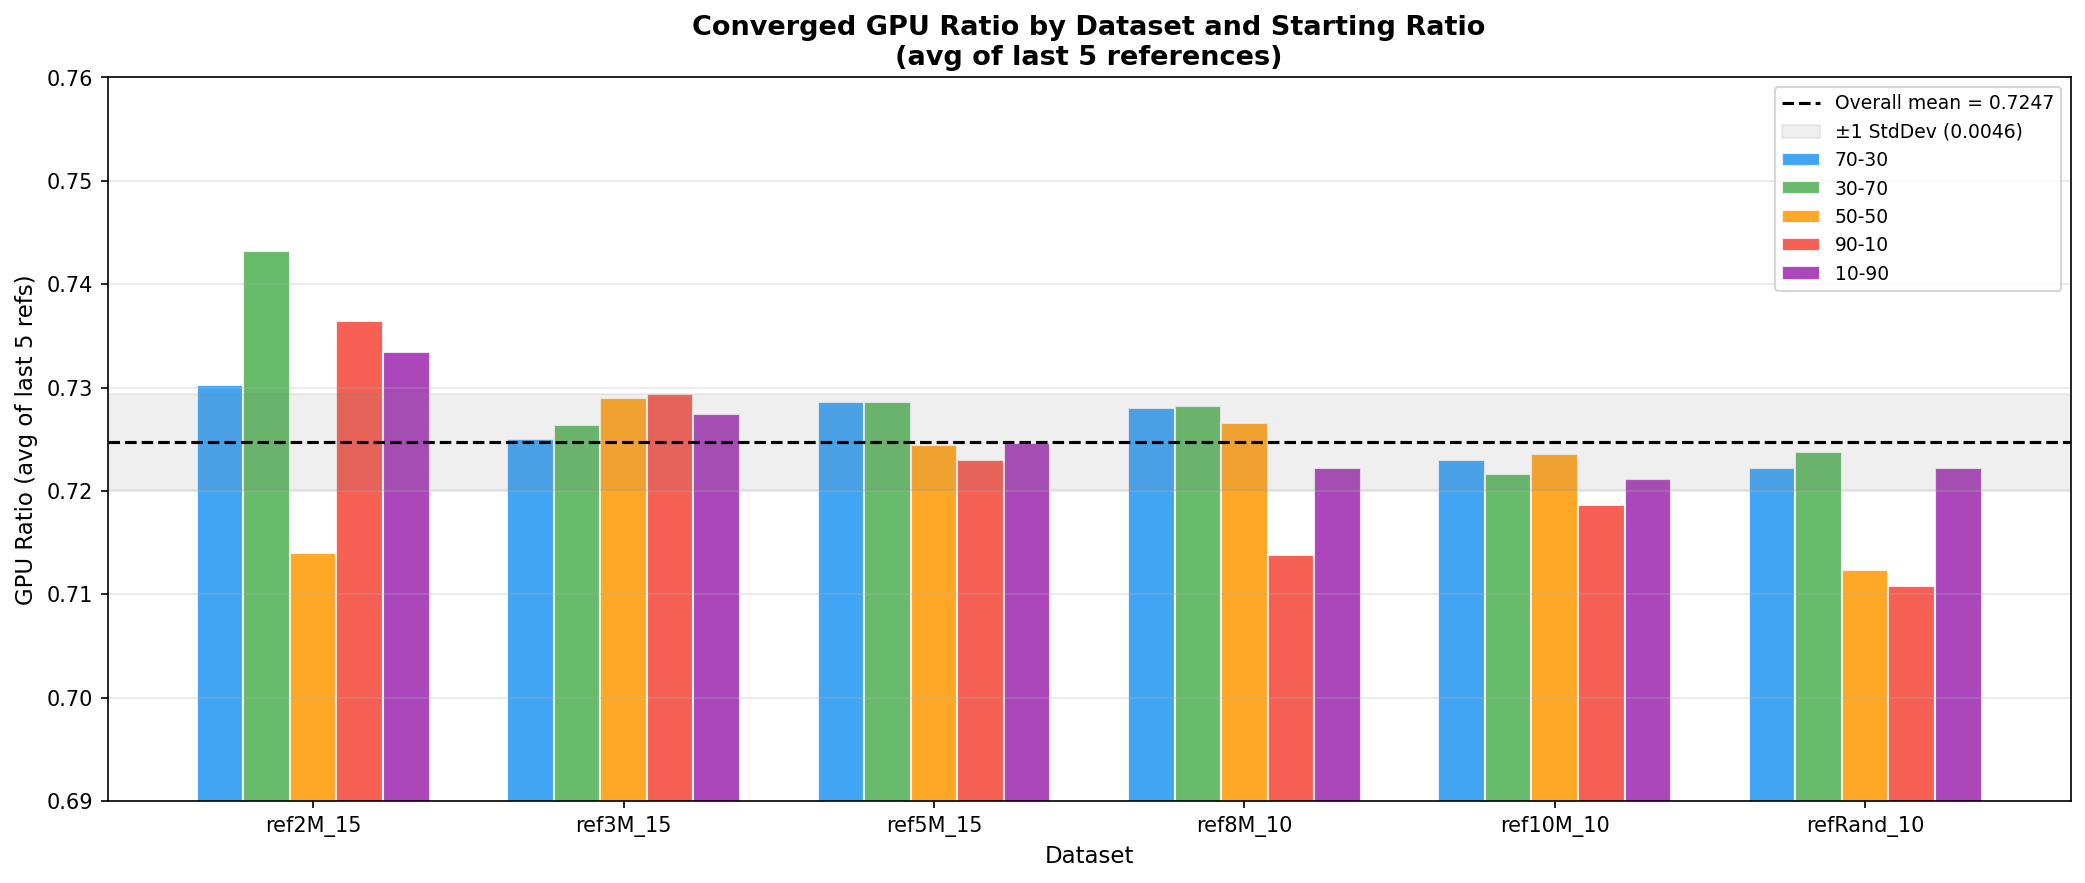 Converged GPU Ratio by Dataset and Starting Ratio
(avg of last 5 references)
GPU Ratio (avg of last 5 refs)
0.76
0.75
0.74
0.73
0.72
0.71
0.70
0.69
Overall mean = 0.7247
±1 StdDev (0.0046)
70-30
30-70
50-50
90-10
10-90
ref2M_15
ref3M_15
ref5M_15
ref8M_10
ref10M_10
refRand_10
Dataset